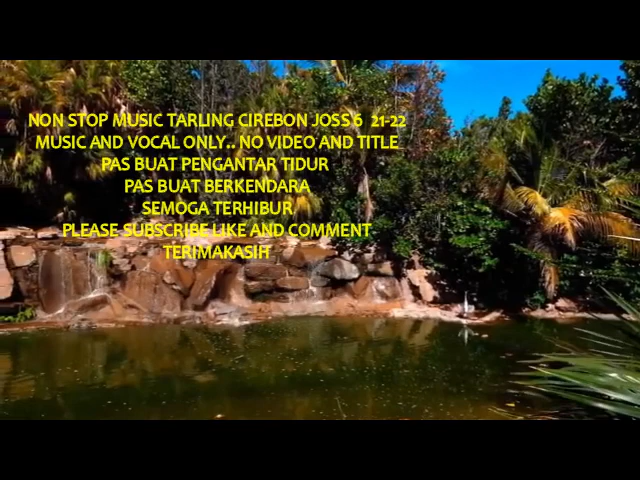 NON STOP MUSIC TARLING CIREBON JOSS 6  21-22
MUSIC AND VOCAL ONLY.. NO VIDEO AND TITLE
PAS BUAT PENGANTAR TIDUR
PAS BUAT BERKENDARA
SEMOGA TERHIBUR
PLEASE SUBSCRIBE LIKE AND COMMENT
TERIMAKASIH